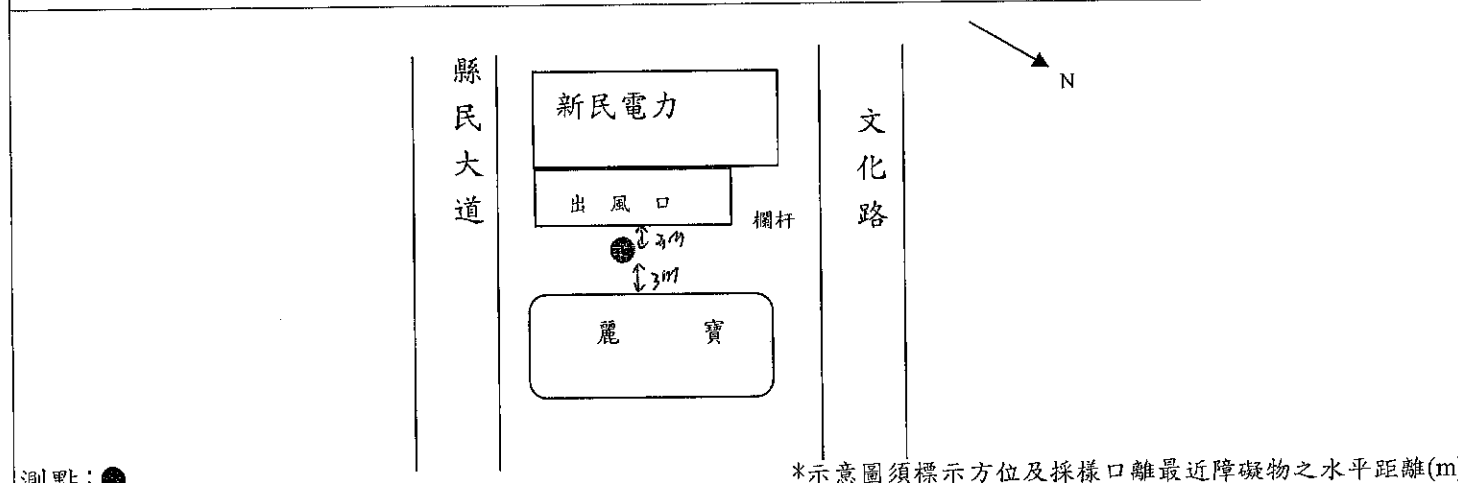 縣民大道
新民電力
出風口
欄杆
文化路
N
3m
麗寶
測點：
*示意圖須標示方位及採樣口離最近障礙物之水平距離(m)